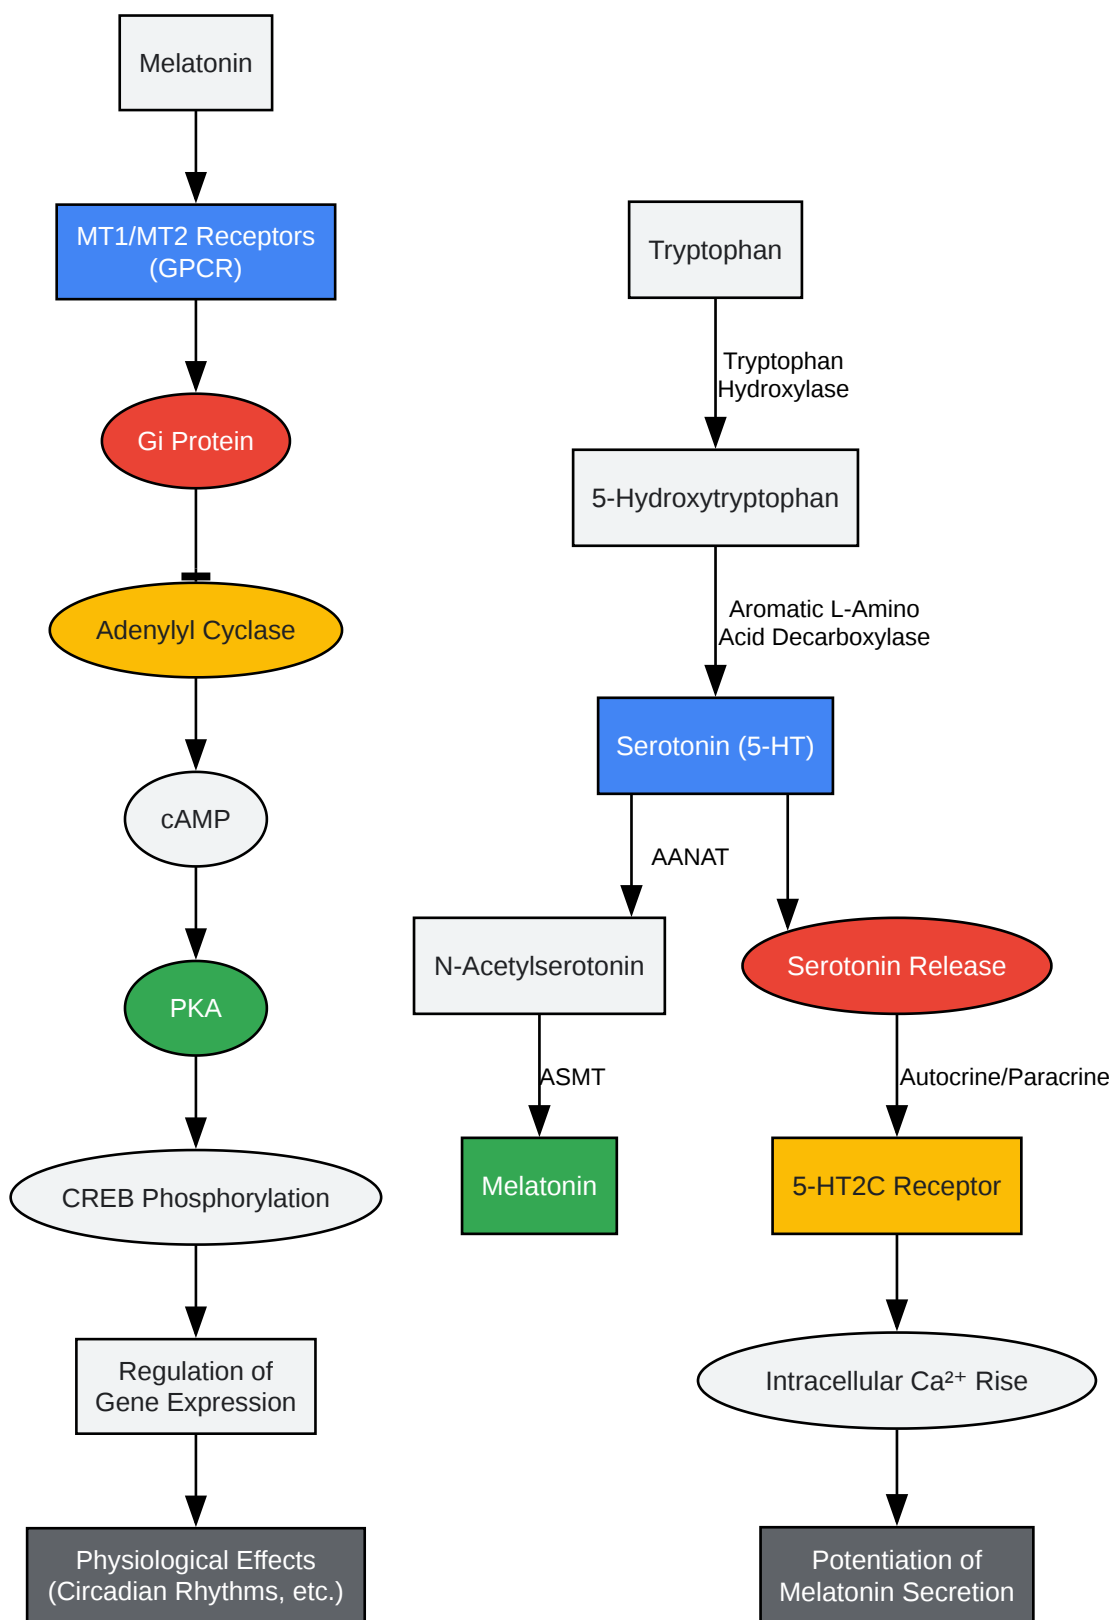 Melatonin
MT1/MT2 Receptors
(GPCR)
Gi Protein
Adenylyl Cyclase
cAMP
PKA
CREB Phosphorylation
Regulation of
Gene Expression
Physiological Effects
(Circadian Rhythms, etc.)
Tryptophan
Tryptophan
Hydroxylase
5-Hydroxytryptophan
Aromatic L-Amino
Acid Decarboxylase
Serotonin (5-HT)
AANAT
N-Acetylserotonin
ASMT
Melatonin
Serotonin Release
Autocrine/Paracrine
5-HT2C Receptor
Intracellular Ca²⁺ Rise
Potentiation of
Melatonin Secretion